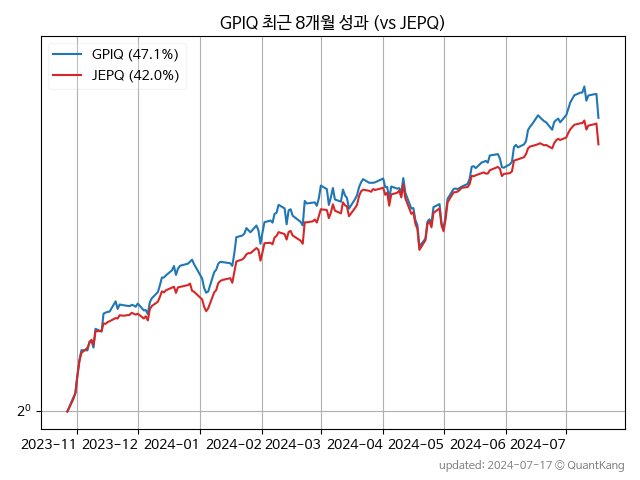 GPIQ 최근 8개월 성과 (vs JEPQ)
GPIQ (47.1%)
JEPQ (42.0%)
2⁰
2023-11 2023-12 2024-01 2024-02 2024-03 2024-04 2024-05 2024-06 2024-07
updated: 2024-07-17 © QuantKang